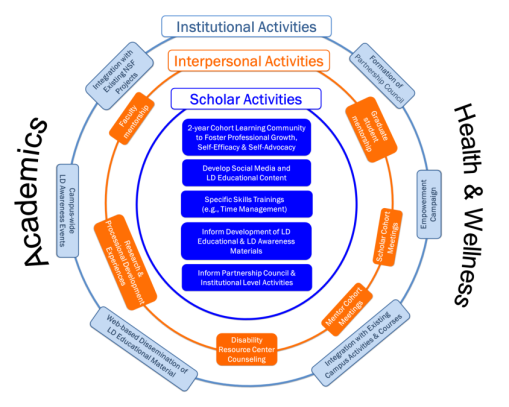 Institutional Activities
Interpersonal Activities
Scholar Activities
2-year Cohort Learning Community
to Foster Professional Growth,
Self-Efficacy & Self-Advocacy
Develop Social Media and
LD Educational Content
Specific Skills Trainings
(e.g., Time Management)
Inform Development of LD
Educational & LD Awareness
Materials
Inform Partnership Council &
Institutional Level Activities
Academics
Health & Wellness
Integration with
Existing NSF
Projects
Formation of
Partnership Council
Faculty
mentorship
Graduate
student
mentorship
Campus-wide
LD Awareness Events
Empowerment
Campaign
Research &
Processional Development
Experiences
Scholar Cohort
Meetings
Mentor Cohort
Meetings
Web-based Dissemination of
LD Educational Material
Disability
Resource Center
Counseling
Integration with Existing
Campus Activities & Courses